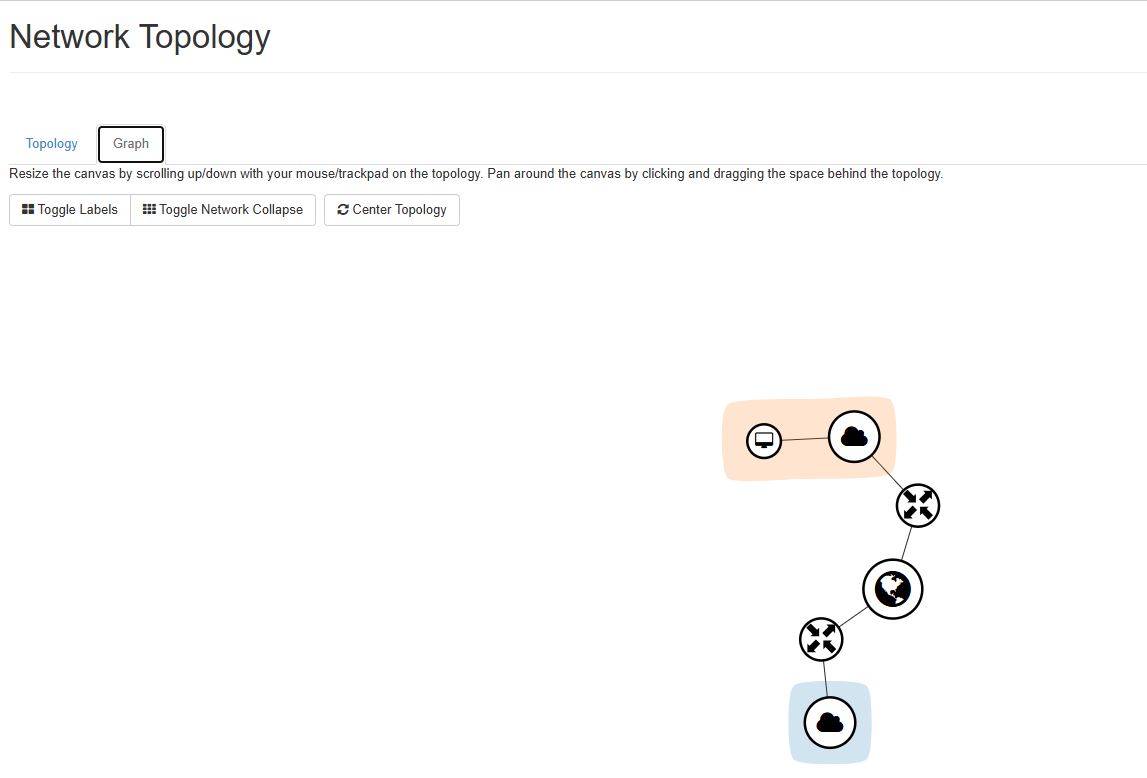 Network Topology
Topology Graph
Resize the canvas by scrolling up/down with your mouse/trackpad on the topology. Pan around the canvas by clicking and dragging the space behind the topology.
Toggle Labels Toggle Network Collapse Center Topology